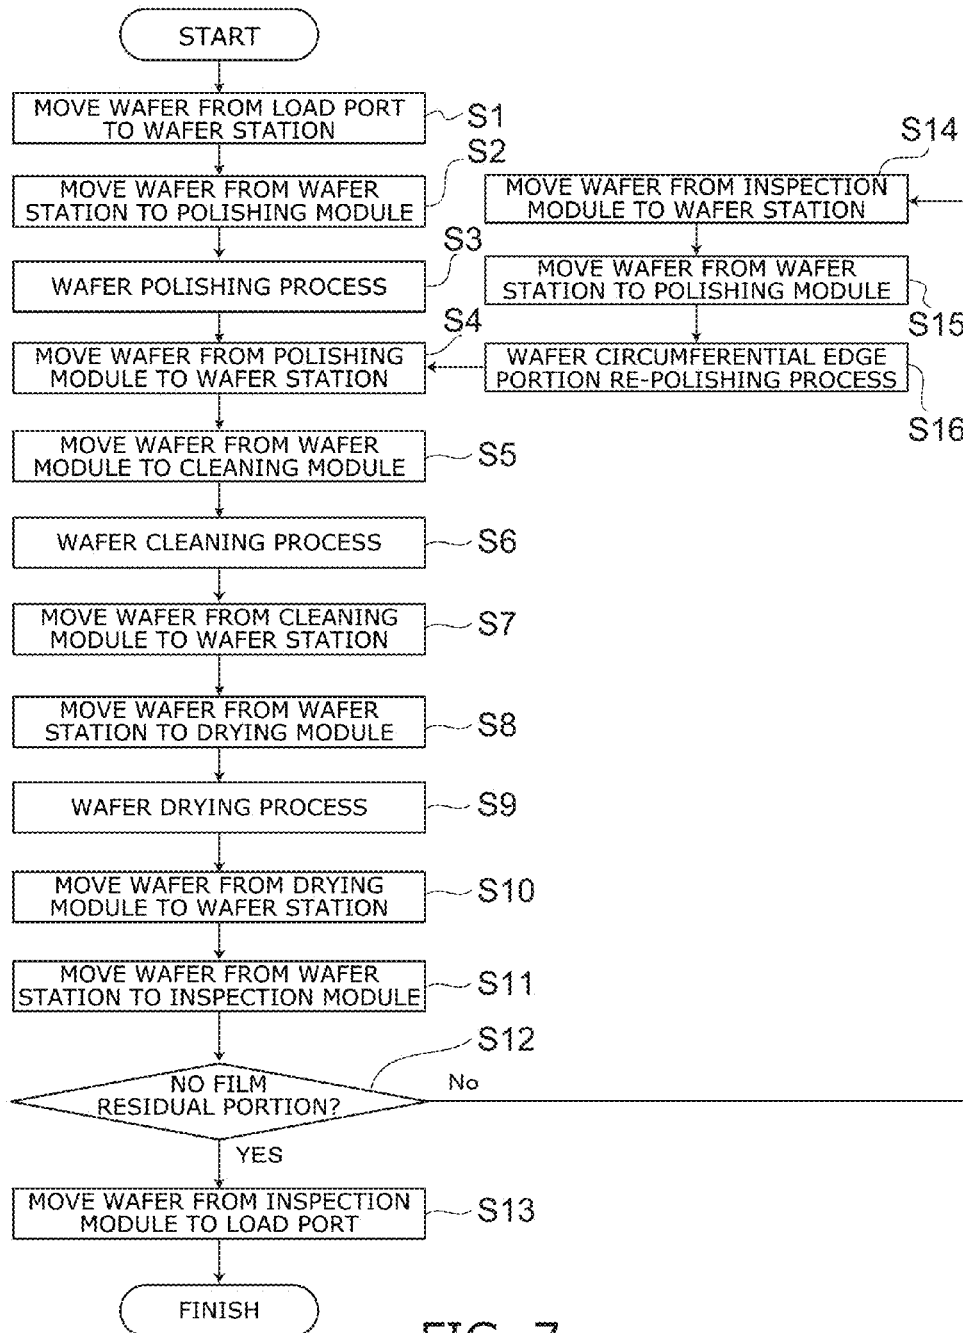 START
MOVE WAFER FROM LOAD PORT
TO WAFER STATION
S1
MOVE WAFER FROM WAFER
STATION TO POLISHING MODULE
S2
WAFER POLISHING PROCESS
S3
MOVE WAFER FROM POLISHING
MODULE TO WAFER STATION
S4
MOVE WAFER FROM WAFER
MODULE TO CLEANING MODULE
S5
WAFER CLEANING PROCESS
S6
MOVE WAFER FROM CLEANING
MODULE TO WAFER STATION
S7
MOVE WAFER FROM WAFER
STATION TO DRYING MODULE
S8
WAFER DRYING PROCESS
S9
MOVE WAFER FROM DRYING
MODULE TO WAFER STATION
S10
MOVE WAFER FROM WAFER
STATION TO INSPECTION MODULE
S11
NO FILM
RESIDUAL PORTION?
S12
No
YES
MOVE WAFER FROM INSPECTION
MODULE TO LOAD PORT
S13
FINISH
MOVE WAFER FROM INSPECTION
MODULE TO WAFER STATION
S14
MOVE WAFER FROM WAFER
STATION TO POLISHING MODULE
S15
WAFER CIRCUMFERENTIAL EDGE
PORTION RE-POLISHING PROCESS
S16
FIG. 7